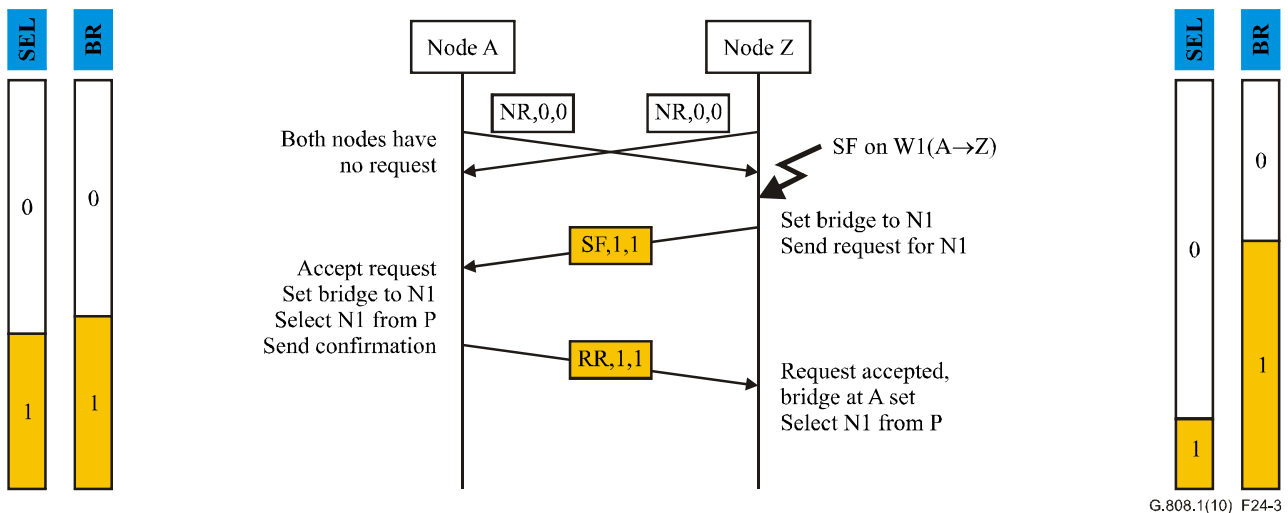 SEL
BR
0
1
0
1
Node A
Node Z
NR,0,0
NR,0,0
Both nodes have
no request
SF on W1(A→Z)
Set bridge to N1
Send request for N1
SF,1,1
Accept request
Set bridge to N1
Select N1 from P
Send confirmation
RR,1,1
Request accepted,
bridge at A set
Select N1 from P
SEL
BR
0
1
0
1
G.808.1(10) F24-3